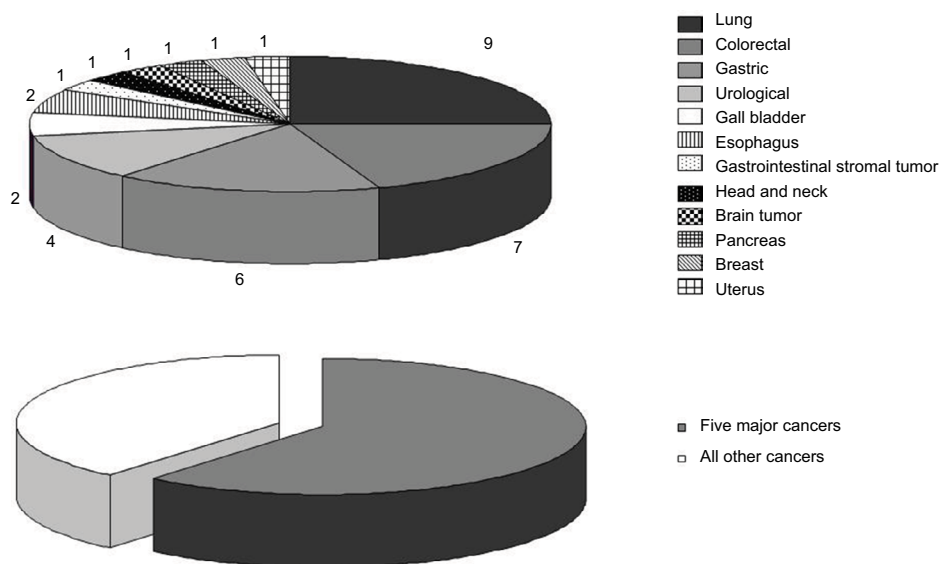 9
1
1
1
1
1
1
2
2
4
6
7
Lung
Colorectal
Gastric
Urological
Gall bladder
Esophagus
Gastrointestinal stromal tumor
Head and neck
Brain tumor
Pancreas
Breast
Uterus
Five major cancers
All other cancers